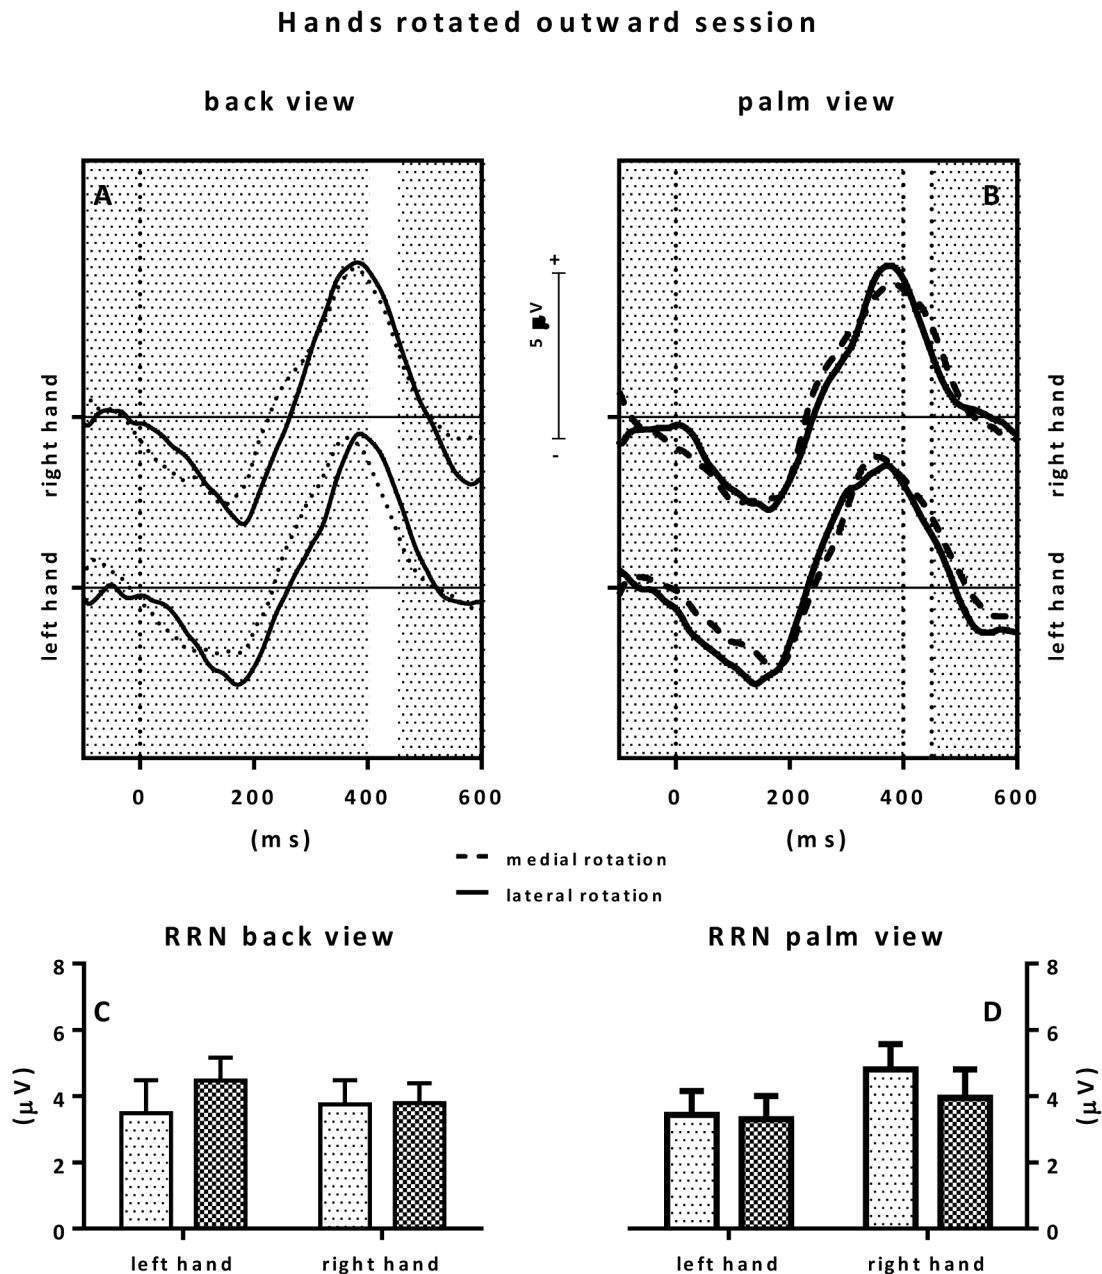 Hands rotated outward session
back view
palm view
A
B
+
5 µV
-
right hand
left hand
right hand
left hand
0 200 400 600
(ms)
0 200 400 600
(ms)
medial rotation
lateral rotation
RRN back view
RRN palm view
C
D
8
6
4
2
0
(µV)
8
6
4
2
0
(µV)
left hand right hand
left hand right hand